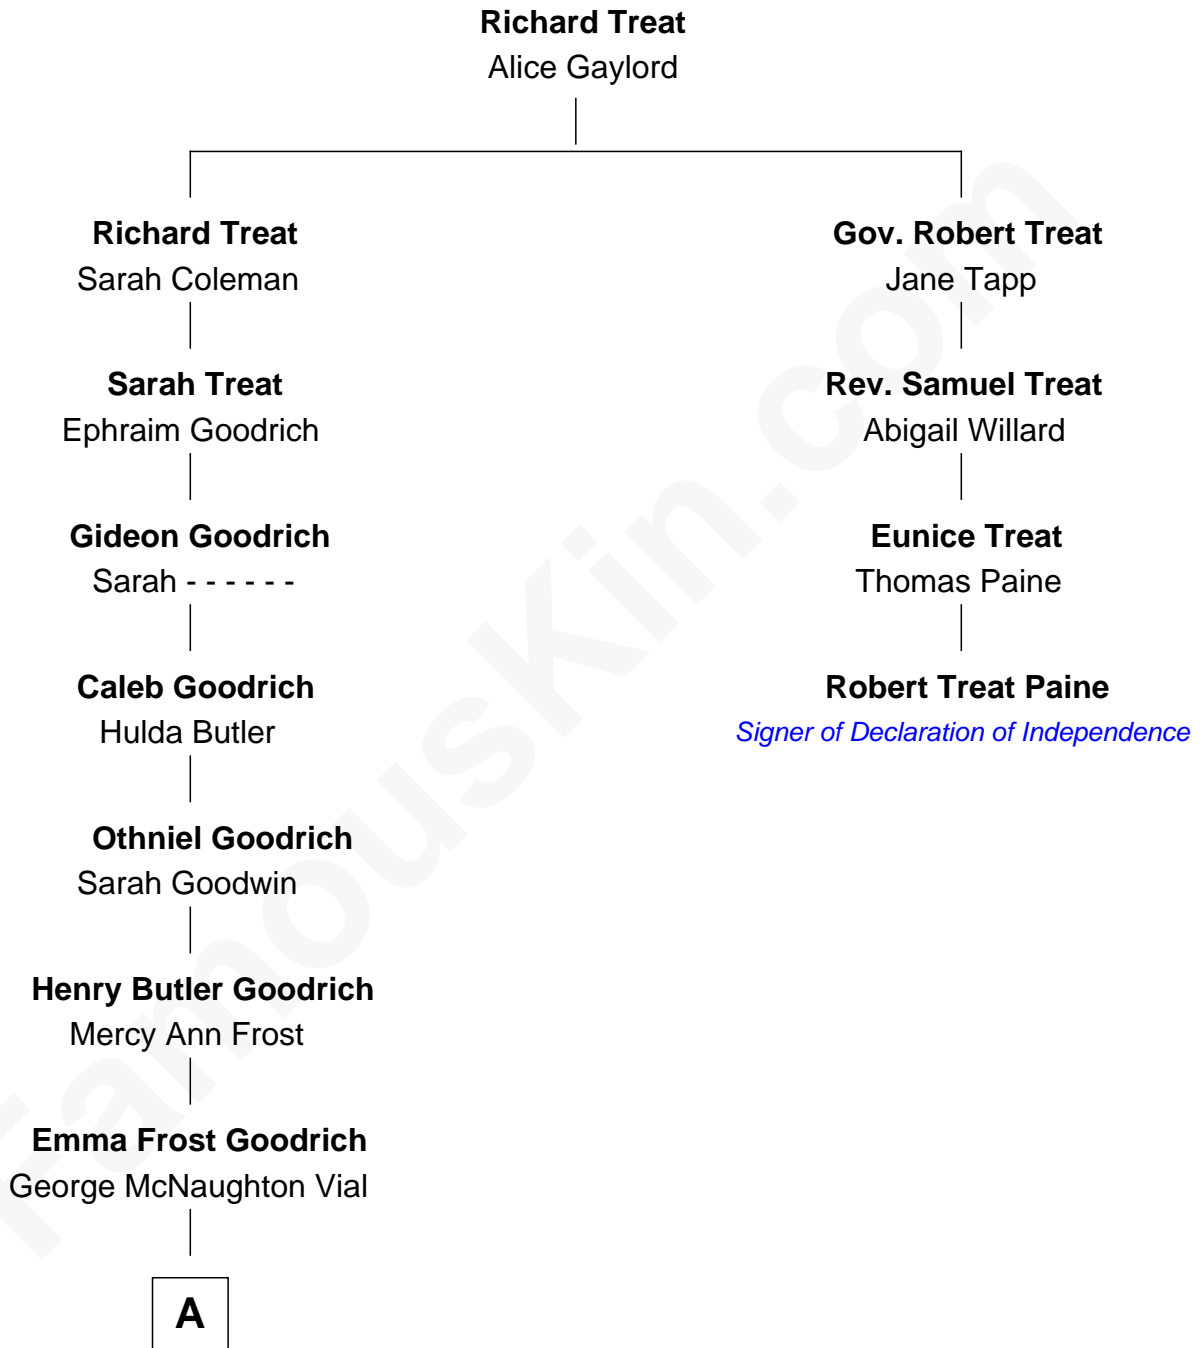 Richard Treat
Alice Gaylord
Richard Treat
Sarah Coleman
Gov. Robert Treat
Jane Tapp
Sarah Treat
Ephraim Goodrich
Rev. Samuel Treat
Abigail Willard
Gideon Goodrich
Sarah - - - - - -
Eunice Treat
Thomas Paine
Caleb Goodrich
Hulda Butler
Robert Treat Paine
Signer of Declaration of Independence
Othniel Goodrich
Sarah Goodwin
Henry Butler Goodrich
Mercy Ann Frost
Emma Frost Goodrich
George McNaughton Vial
A
FamousKin.com